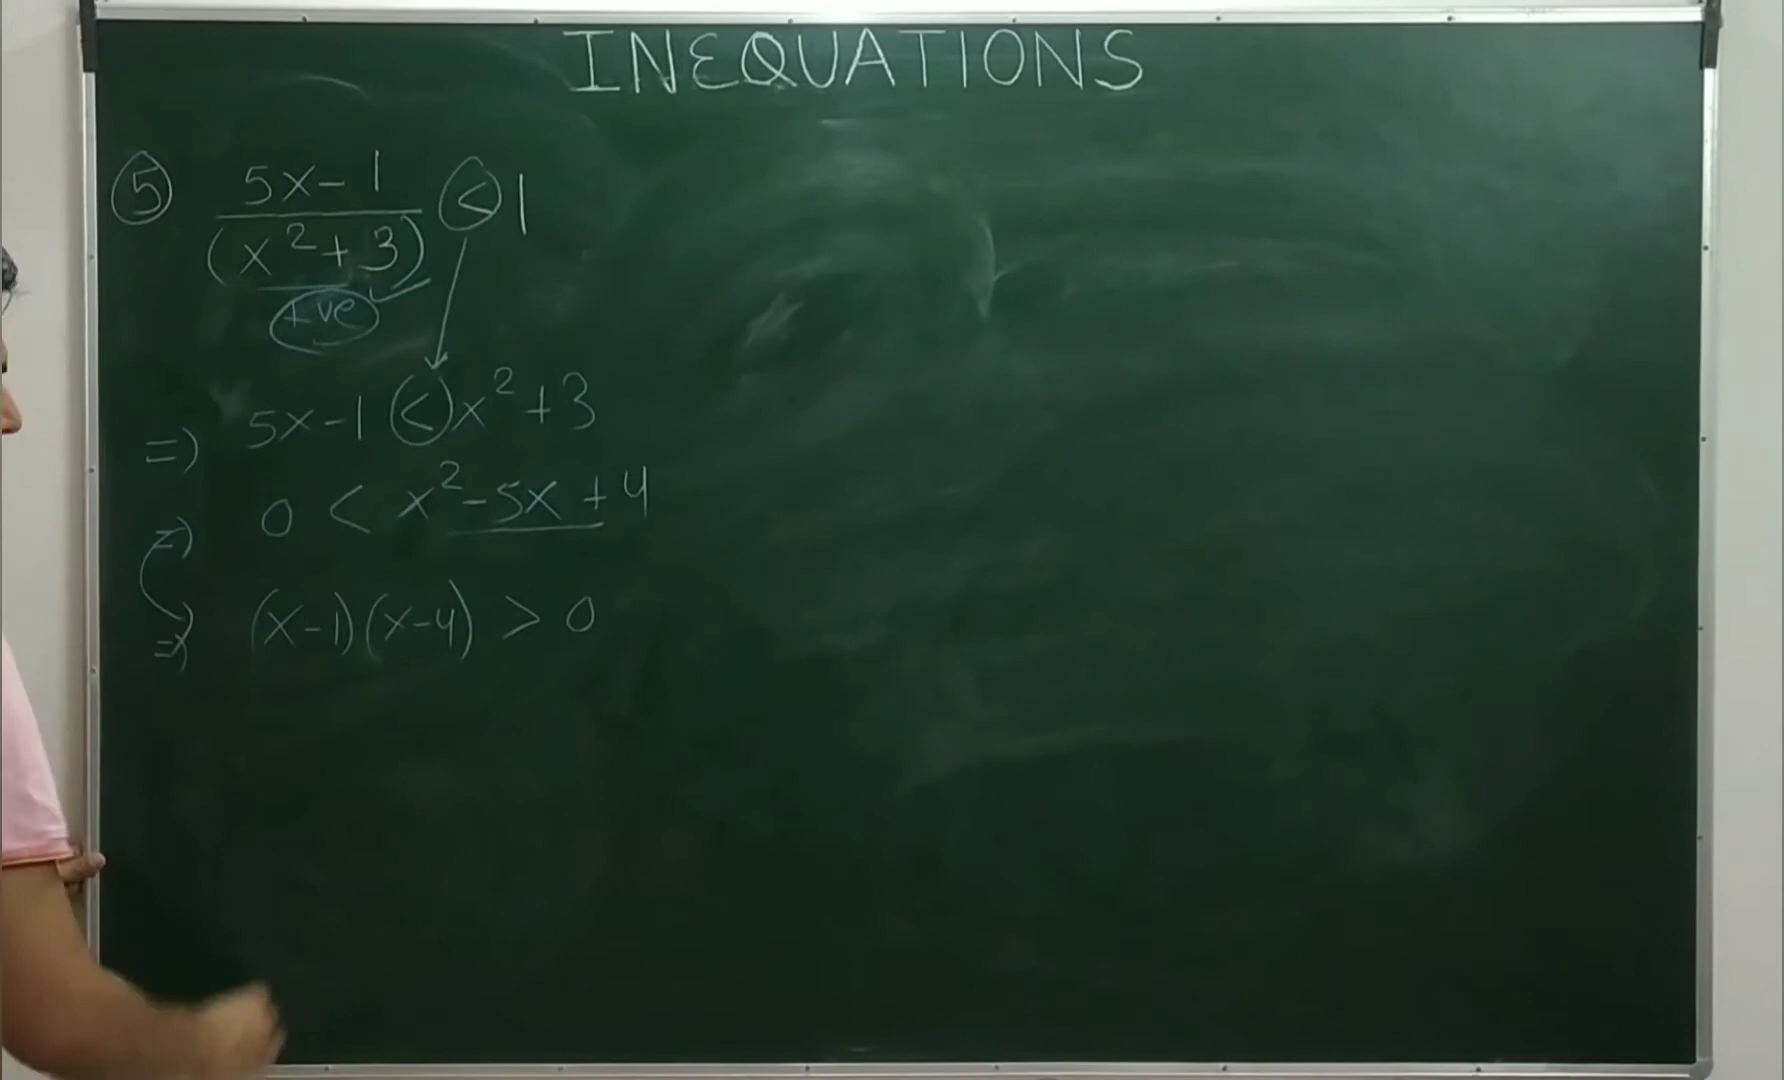 INEQUATIONS
5 5x-1 < 1
(x²+3)
+ve
=) 5x-1 < x²+3
=) 0 < x²-5x+4
=) (x-1)(x-4) > 0